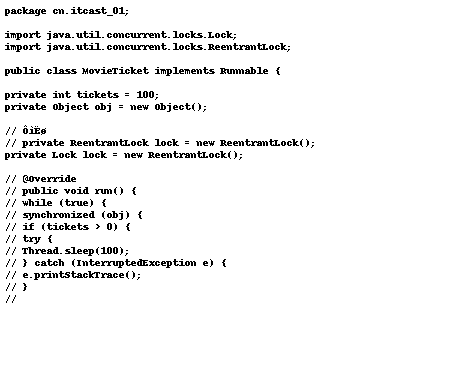 package cn.itcast_01;
import java.util.concurrent.locks.Lock;
import java.util.concurrent.locks.ReentrantLock;
public class MovieTicket implements Runnable {
private int tickets = 100;
private Object obj = new Object();
// ÔìËø
// private ReentrantLock lock = new ReentrantLock();
private Lock lock = new ReentrantLock();
// @Override
// public void run() {
// while (true) {
// synchronized (obj) {
// if (tickets > 0) {
// try {
// Thread.sleep(100);
// } catch (InterruptedException e) {
// e.printStackTrace();
// }
//